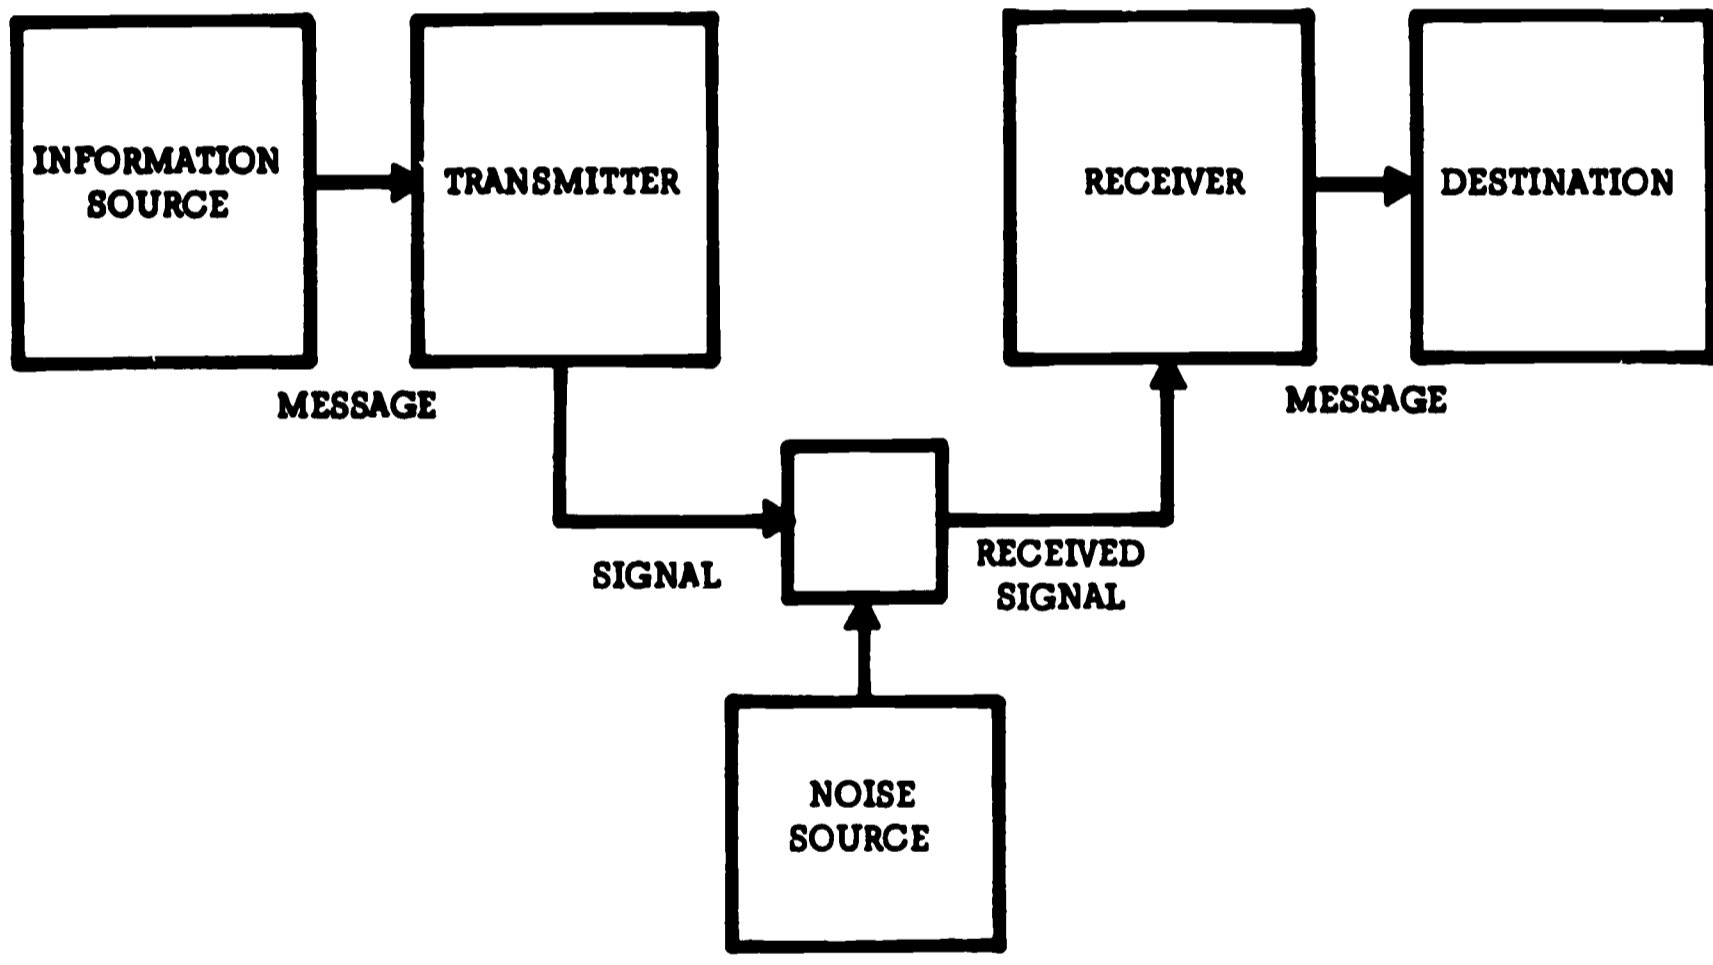 INFORMATION
SOURCE
TRANSMITTER
RECEIVER
DESTINATION
MESSAGE
MESSAGE
SIGNAL
RECEIVED
SIGNAL
NOISE
SOURCE